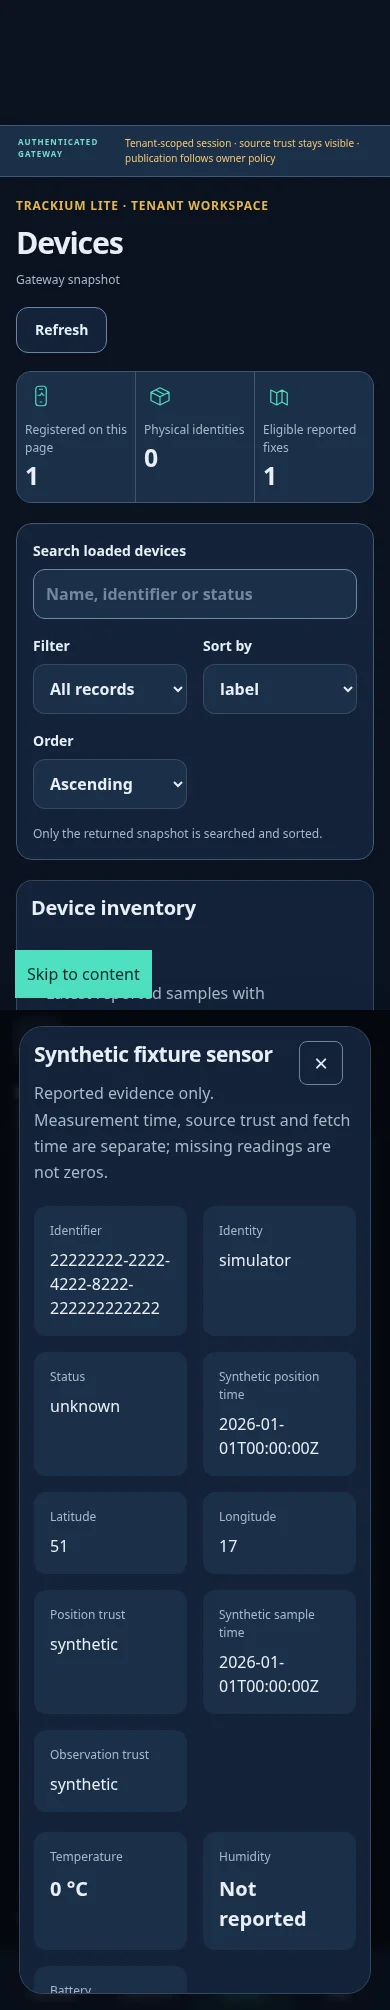 AUTHENTICATED
GATEWAY
Tenant-scoped session · source trust stays visible ·
publication follows owner policy
TRACKIUM LITE · TENANT WORKSPACE
Devices
Gateway snapshot
Refresh
Registered on this
page
1
Physical identities
0
Eligible reported
fixes
1
Search loaded devices
Name, identifier or status
Filter
Sort by
All records
label
Order
Ascending
Only the returned snapshot is searched and sorted.
Device inventory
Skip to content
samples with
Synthetic fixture sensor
×
Reported evidence only.
Measurement time, source trust and fetch
time are separate; missing readings are
not zeros.
Identifier
22222222-2222-
4222-8222-
222222222222
Identity
simulator
Status
unknown
Synthetic position
time
2026-01-
01T00:00:00Z
Latitude
51
Longitude
17
Position trust
synthetic
Synthetic sample
time
2026-01-
01T00:00:00Z
Observation trust
synthetic
Temperature
0 °C
Humidity
Not
reported
Battery